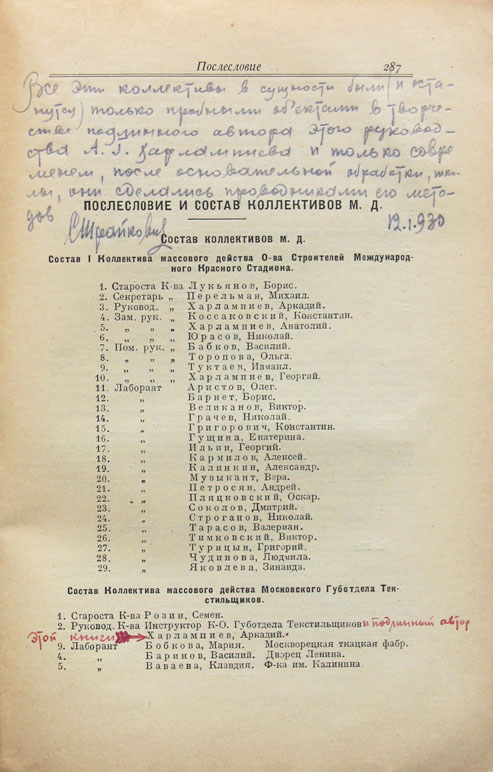 Послесловие 287
Все эти коллективы в сущности были (и оста-
нутся) только пробными об'ектами в творче-
стве подлинного автора этого руковод-
ства А. Г. Харлампиева и только совре-
менем, после основательной обработки, шко-
лы, они сделались проводниками его мето-
дов
ПОСЛЕСЛОВИЕ И СОСТАВ КОЛЛЕКТИВОВ М. Д.
12.1.930
Состав коллективов м. д.
Состав I Коллектива массового действа О-ва Строителей Международ-
ного Красного Стадиона.
1. Староста К-ва Лукьянов, Борис.
2. Секретарь „ Перельман, Михаил.
3. Руковод. „ Харлампиев, Аркадий.
4. Зам. рук. „ Коссаковский, Константин.
5. „ „ „ Харлампиев, Анатолий.
6. „ „ „ Юрасов, Николай.
7. Пом. рук. „ Бабков, Василий.
8. „ „ „ Торопова, Ольга.
9. „ „ „ Туктаев, Измаил.
10. „ „ „ Харлампиев, Георгий.
11. Лаборант Аристов, Олег.
12. „ Барнет, Борис.
13. „ Великанов, Виктор.
14. „ Грачев, Николай.
15. „ Григорович, Константин.
16. „ Гущина, Екатерина.
17. „ Ильин, Георгий.
18. „ Кармилов, Алексей.
19. „ Калинкин, Александр.
20. „ Музыкант, Вера.
21. „ Петросян, Андрей.
22. „ Пляцковский, Оскар.
23. „ Соколов, Дмитрий.
24. „ Строганов, Николай.
25. „ Тарасов, Валериан.
26. „ Тимковский, Виктор.
27. „ Турицын, Григорий.
28. „ Чудинова, Людмила.
29. „ Яковлева, Зинаида.
Состав Коллектива массового действа Московского Губотдела Тек-
стильщиков.
1. Староста К-ва Розин, Семен.
2. Руковод. К-ва Инструктор К-О. Губотдела Текстильщиков и подлинный автор
этой книги Харлампиев, Аркадий.
9. Лаборант Бобкова, Мария. Москворецкая ткацкая фабр.
4. „ Баринов, Василий. Дворец Ленина.
5. „ Ваваева, Клавдия. Ф-ка им. Калинина.